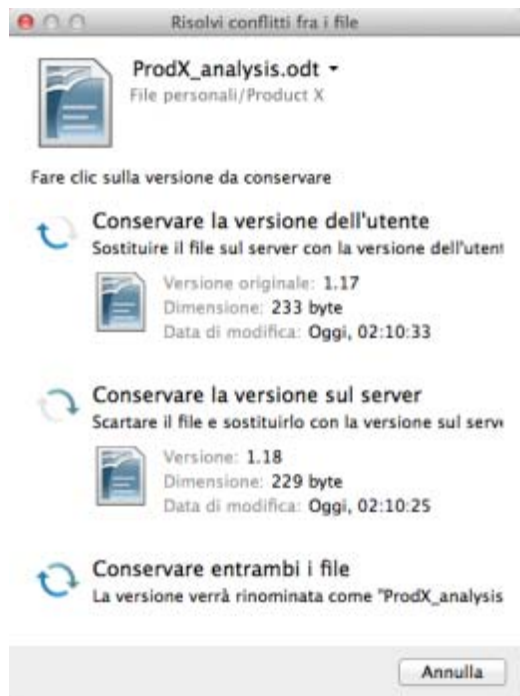 Risolvi conflitti fra i file
ProdX_analysis.odt
File personali/Product X
Fare clic sulla versione da conservare
Conservare la versione dell'utente
Sostituire il file sul server con la versione dell'utent
Versione originale: 1.17
Dimensione: 233 byte
Data di modifica: Oggi, 02:10:33
Conservare la versione sul server
Scartare il file e sostituirlo con la versione sul serv
Versione: 1.18
Dimensione: 229 byte
Data di modifica: Oggi, 02:10:25
Conservare entrambi i file
La versione verrà rinominata come "ProdX_analysis
Annulla